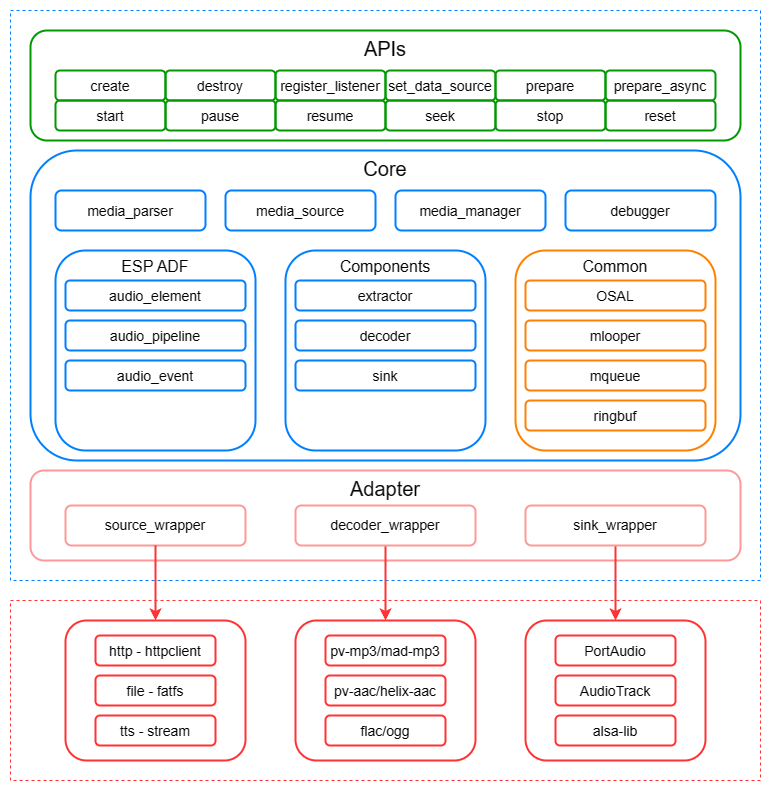 APIs
create destroy register_listener set_data_source prepare prepare_async
start pause resume seek stop reset
Core
media_parser media_source media_manager debugger
ESP ADF Components Common
audio_element extractor OSAL
audio_pipeline decoder mlooper
audio_event sink mqueue
ringbuf
Adapter
source_wrapper decoder_wrapper sink_wrapper
http - httpclient pv-mp3/mad-mp3 PortAudio
file - fatfs pv-aac/helix-aac AudioTrack
tts - stream flac/ogg alsa-lib